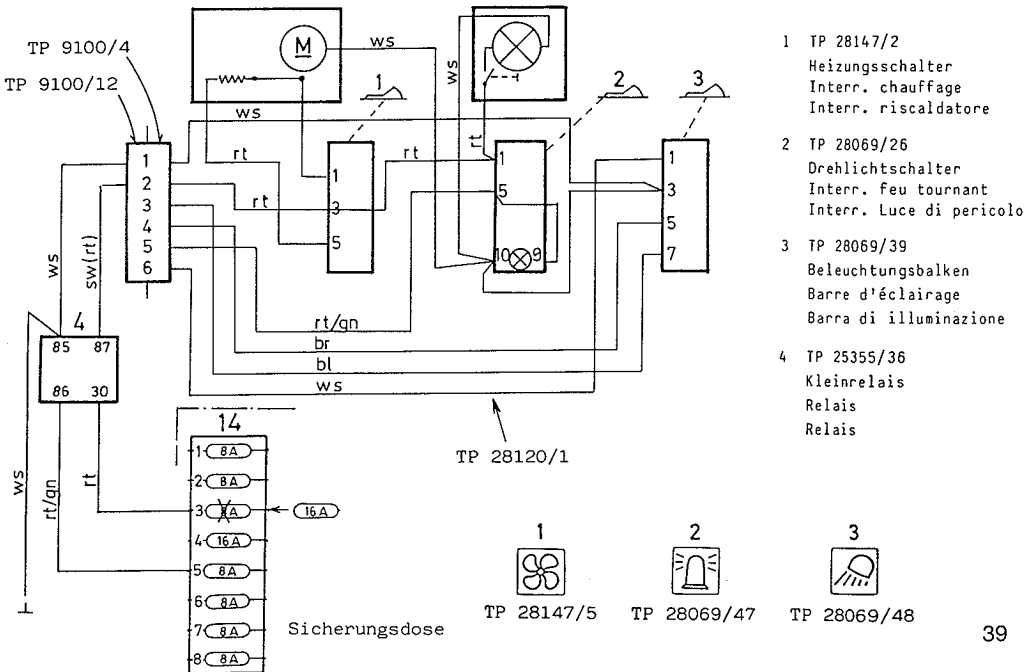 TP 9100/4
TP 9100/12
M
ws
ws
1
2
3
ws
rt
rt
rt
rt
1
2
3
4
5
6
1
3
5
1
5
10
9
1
3
5
7
ws
sw(rt)
rt/gn
br
bl
ws
4
85 87
86 30
ws
rt/gn
rt
TP 28120/1
14
1 8A
2 8A
3 8A
16A
4 16A
5 8A
6 8A
7 8A
8 8A
Sicherungsdose
1 TP 28147/2
Heizungsschalter
Interr. chauffage
Interr. riscaldatore
2 TP 28069/26
Drehlichtschalter
Interr. feu tournant
Interr. Luce di pericolo
3 TP 28069/39
Beleuchtungsbalken
Barre d'éclairage
Barra di illuminazione
4 TP 25355/36
Kleinrelais
Relais
Relais
1
TP 28147/5
2
TP 28069/47
3
TP 28069/48
39